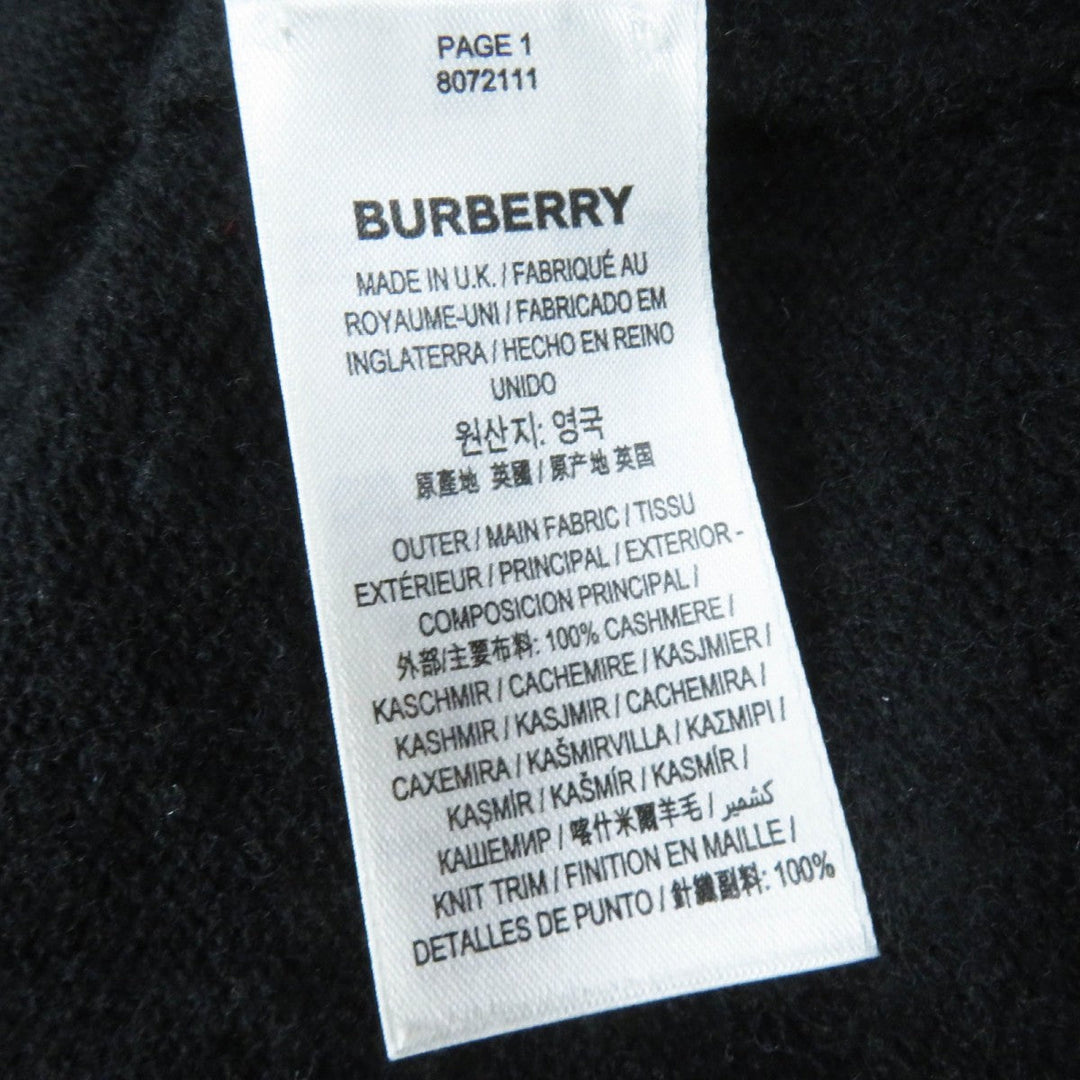 PAGE 1
8072111
BURBERRY
MADE IN U.K. / FABRIQUÉ AU
ROYAUME-UNI / FABRICADO EM
INGLATERRA / HECHO EN REINO
UNIDO
원산지: 영국
原產地 英國 / 原产地 英国
OUTER / MAIN FABRIC / TISSU
EXTÉRIEUR / PRINCIPAL / EXTERIOR -
COMPOSICION PRINCIPAL /
外部/主要布料: 100% CASHMERE /
KASCHMIR / CACHEMIRE / KASJMIER /
KASHMIR / KASJMIR / CACHEMIRA /
CAXEMIRA / KAŠMIRVILLA / ΚΑΣΜΙΡΙ /
KAŞMİR / KAŠMIR / KASMÍR /
КАШЕМИР / 喀什米爾羊毛 / كشمير
KNIT TRIM / FINITION EN MAILLE /
DETALLES DE PUNTO / 針織副料: 100%